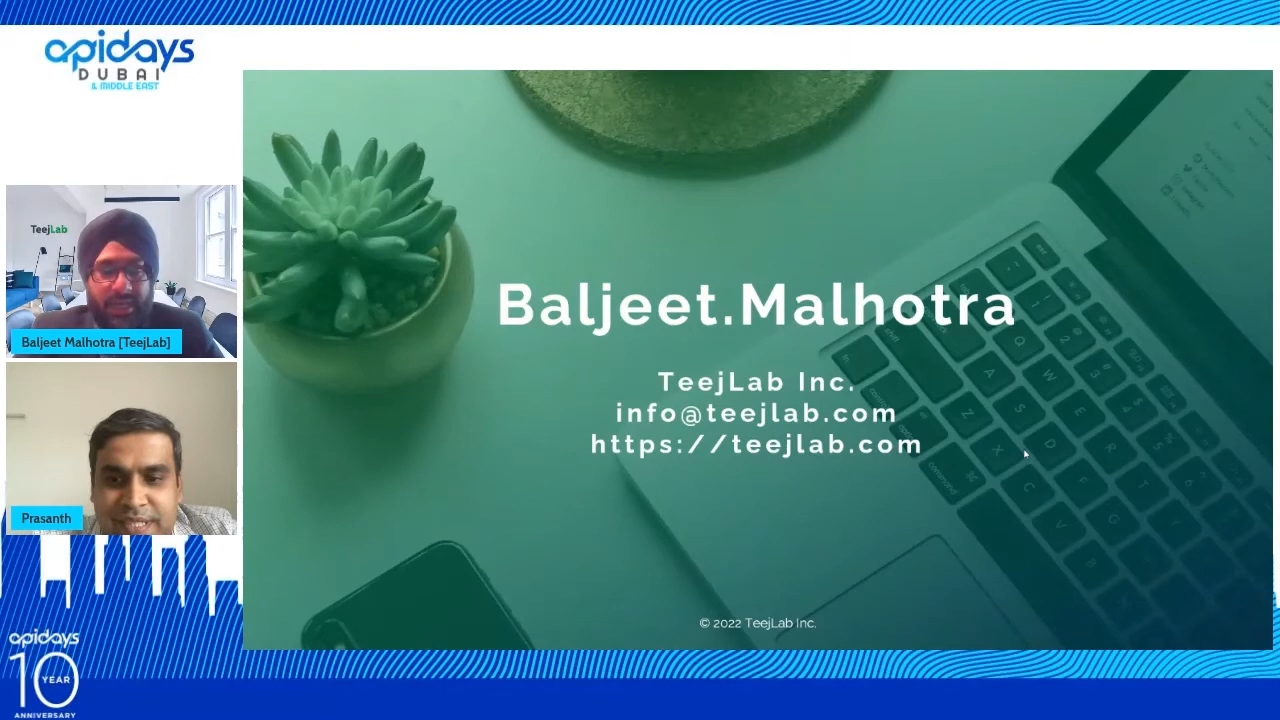 apidays
DUBAI
& MIDDLE EAST
TeejLab
Baljeet Malhotra [TeejLab]
Prasanth
Baljeet.Malhotra
TeejLab Inc.
info@teejlab.com
https://teejlab.com
© 2022 TeejLab Inc.
apidays
10
YEAR
ANNIVERSARY